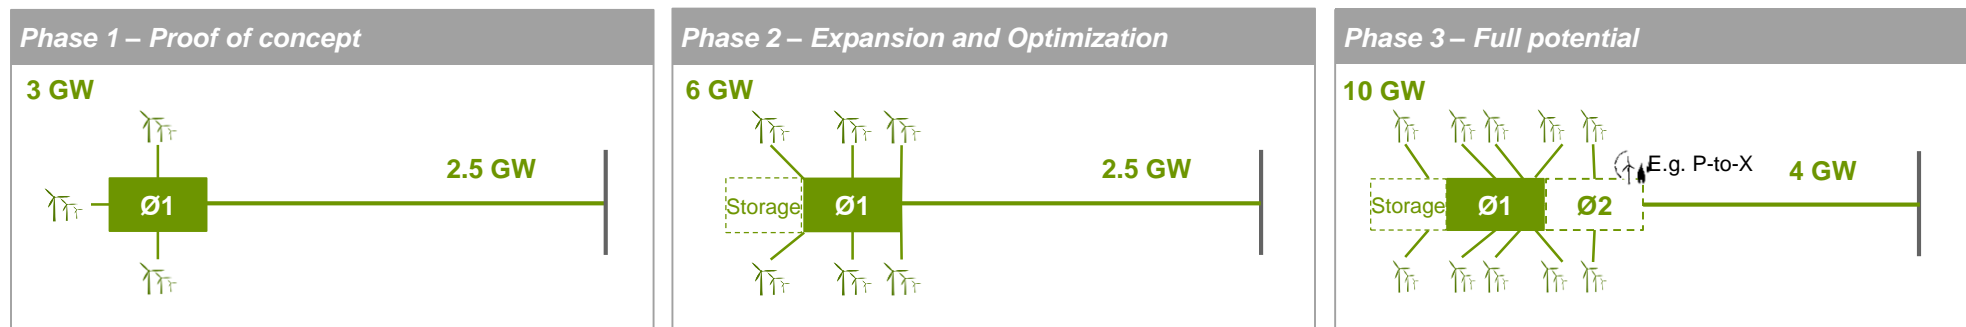 Phase 1 – Proof of concept
3 GW
2.5 GW
Ø1
Phase 2 – Expansion and Optimization
6 GW
2.5 GW
Storage
Ø1
Phase 3 – Full potential
10 GW
E.g. P-to-X
4 GW
Storage
Ø1
Ø2